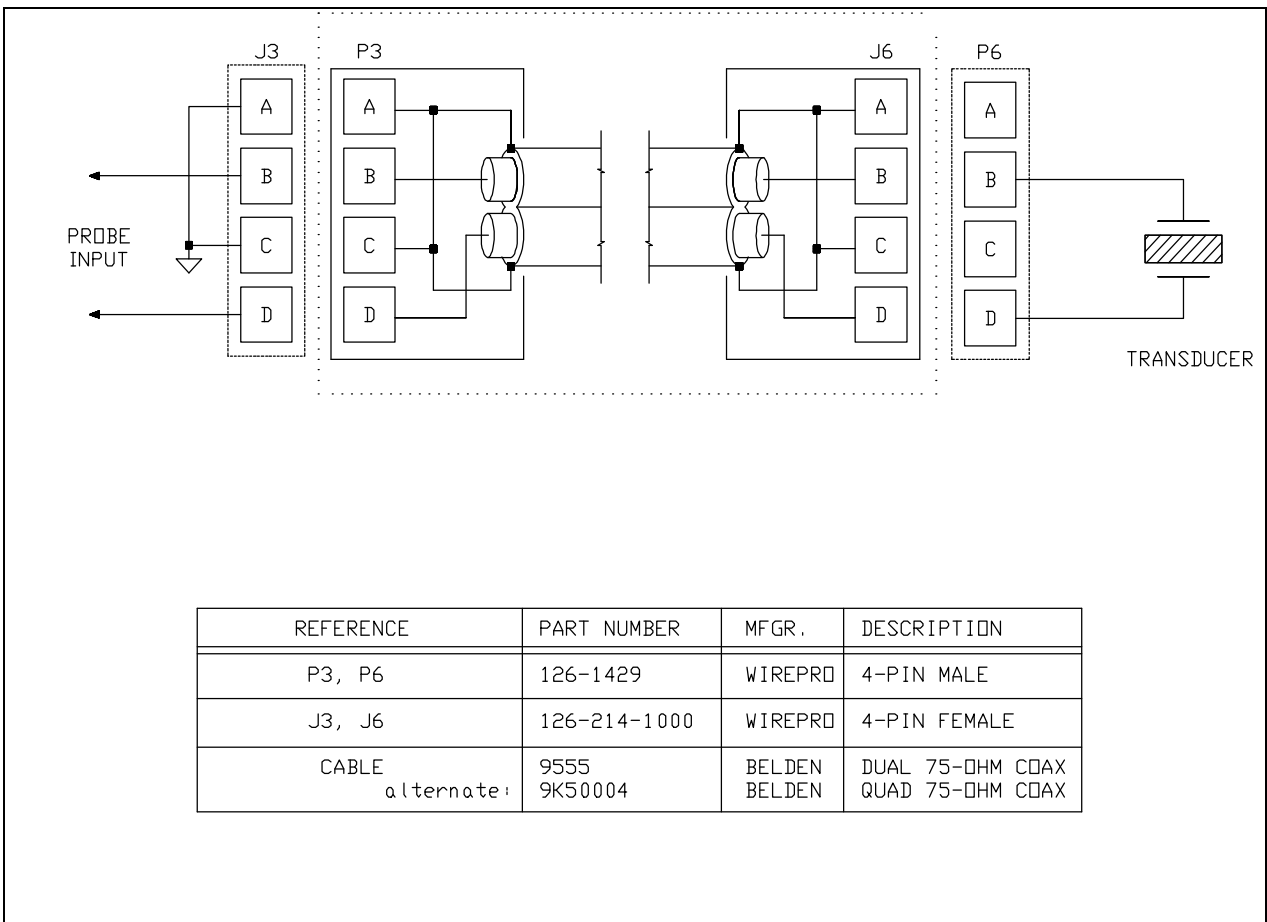 J3 P3 J6 P6
A A A A
B B B B
PROBE
INPUT
C C C C
D D D D
TRANSDUCER
REFERENCE PART NUMBER MFGR. DESCRIPTION
P3, P6 126-1429 WIREPRO 4-PIN MALE
J3, J6 126-214-1000 WIREPRO 4-PIN FEMALE
CABLE 9555 BELDEN DUAL 75-OHM COAX
alternate: 9K50004 BELDEN QUAD 75-OHM COAX